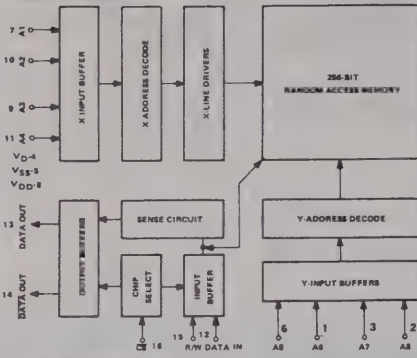 7 A1
10 A2
9 A3
11 A4
X INPUT BUFFER
X ADDRESS DECODE
X-LINE DRIVERS
256-BIT
RANDOM ACCESS MEMORY
VD-4
VSS-5
VDD-8
13
DATA OUT
14
DATA OUT
OUTPUT BUFFERS
SENSE CIRCUIT
CHIP
SELECT
INPUT
BUFFER
Y-ADDRESS DECODE
Y-INPUT BUFFERS
CS 16
15
12
R/W DATA IN
6
1
3
2
A5
A6
A7
A8